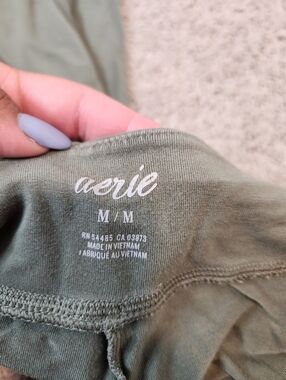 aerie
M / M
RN 54485 CA 03873
MADE IN VIETNAM
FABRIQUÉ AU VIETNAM